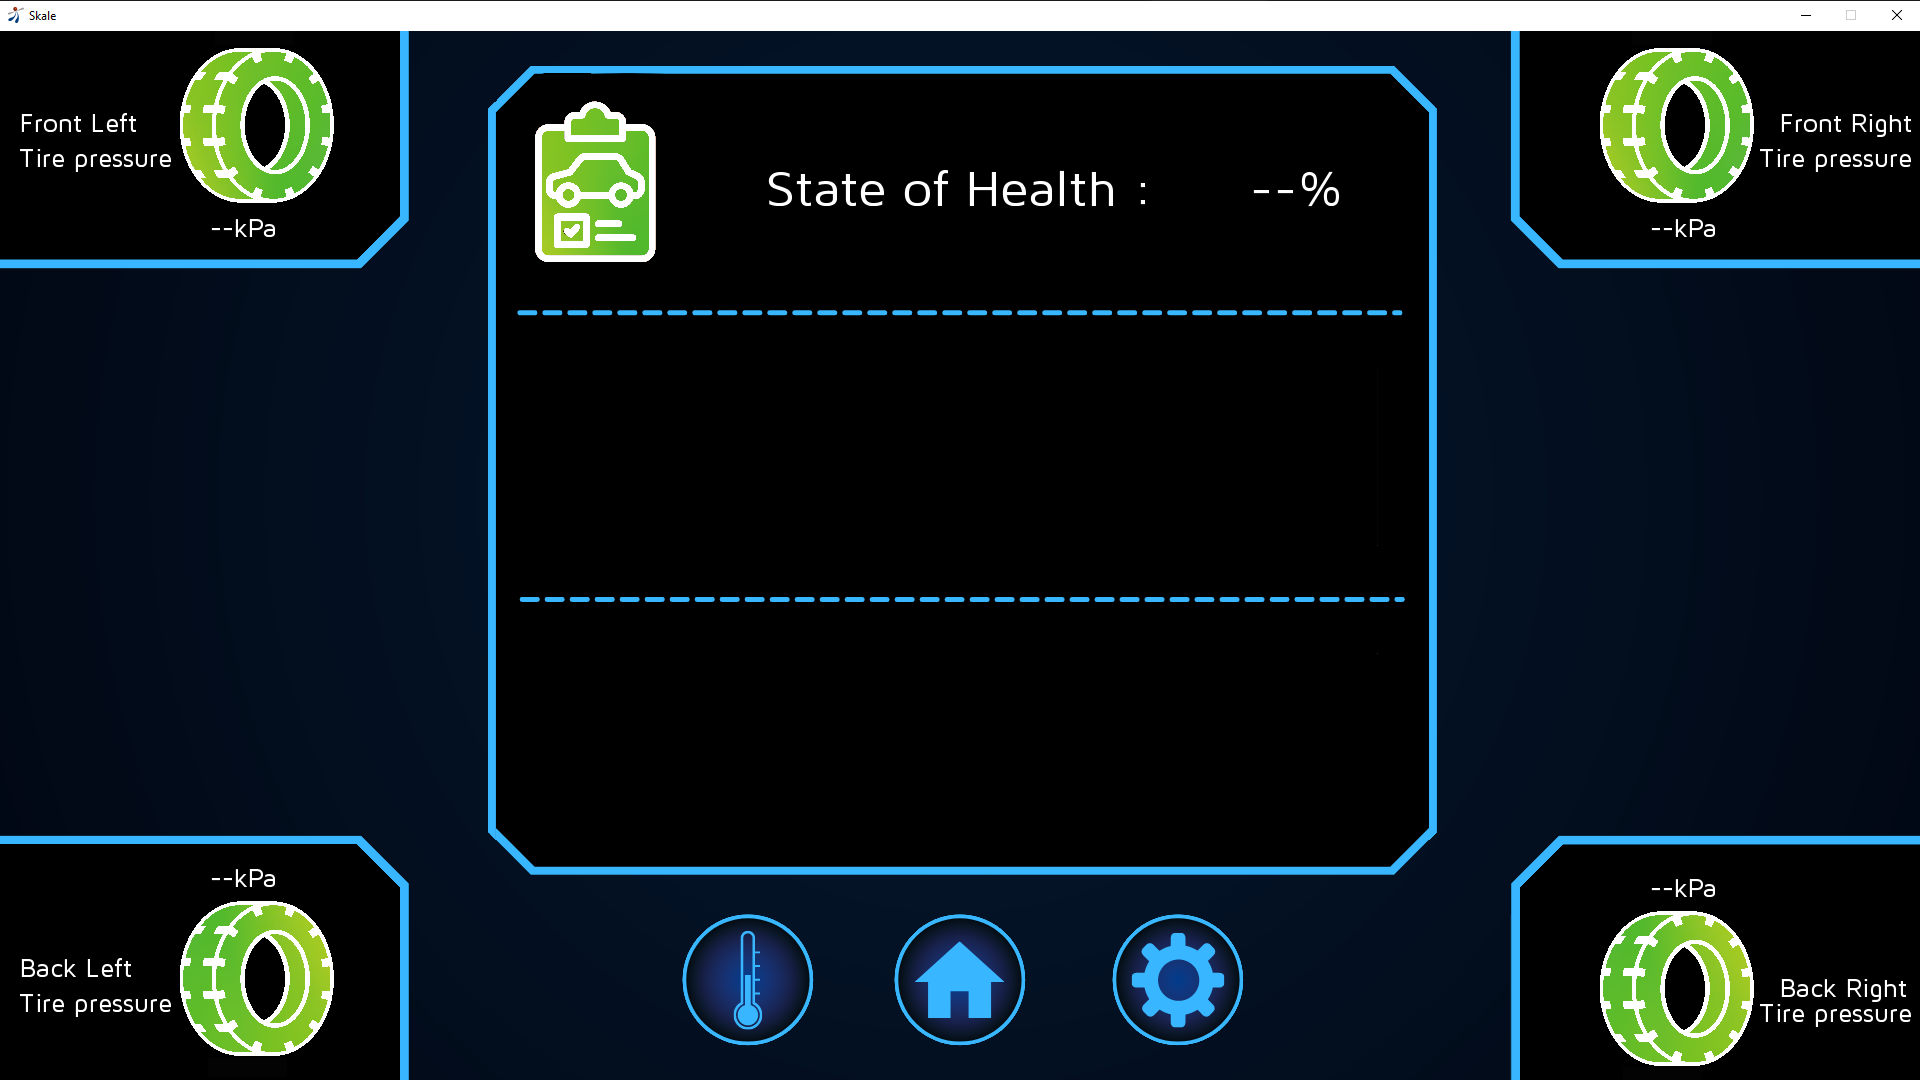 Skale
Front Left
Tire pressure
--kPa
State of Health : --%
Front Right
Tire pressure
--kPa
--kPa
Back Left
Tire pressure
--kPa
Back Right
Tire pressure